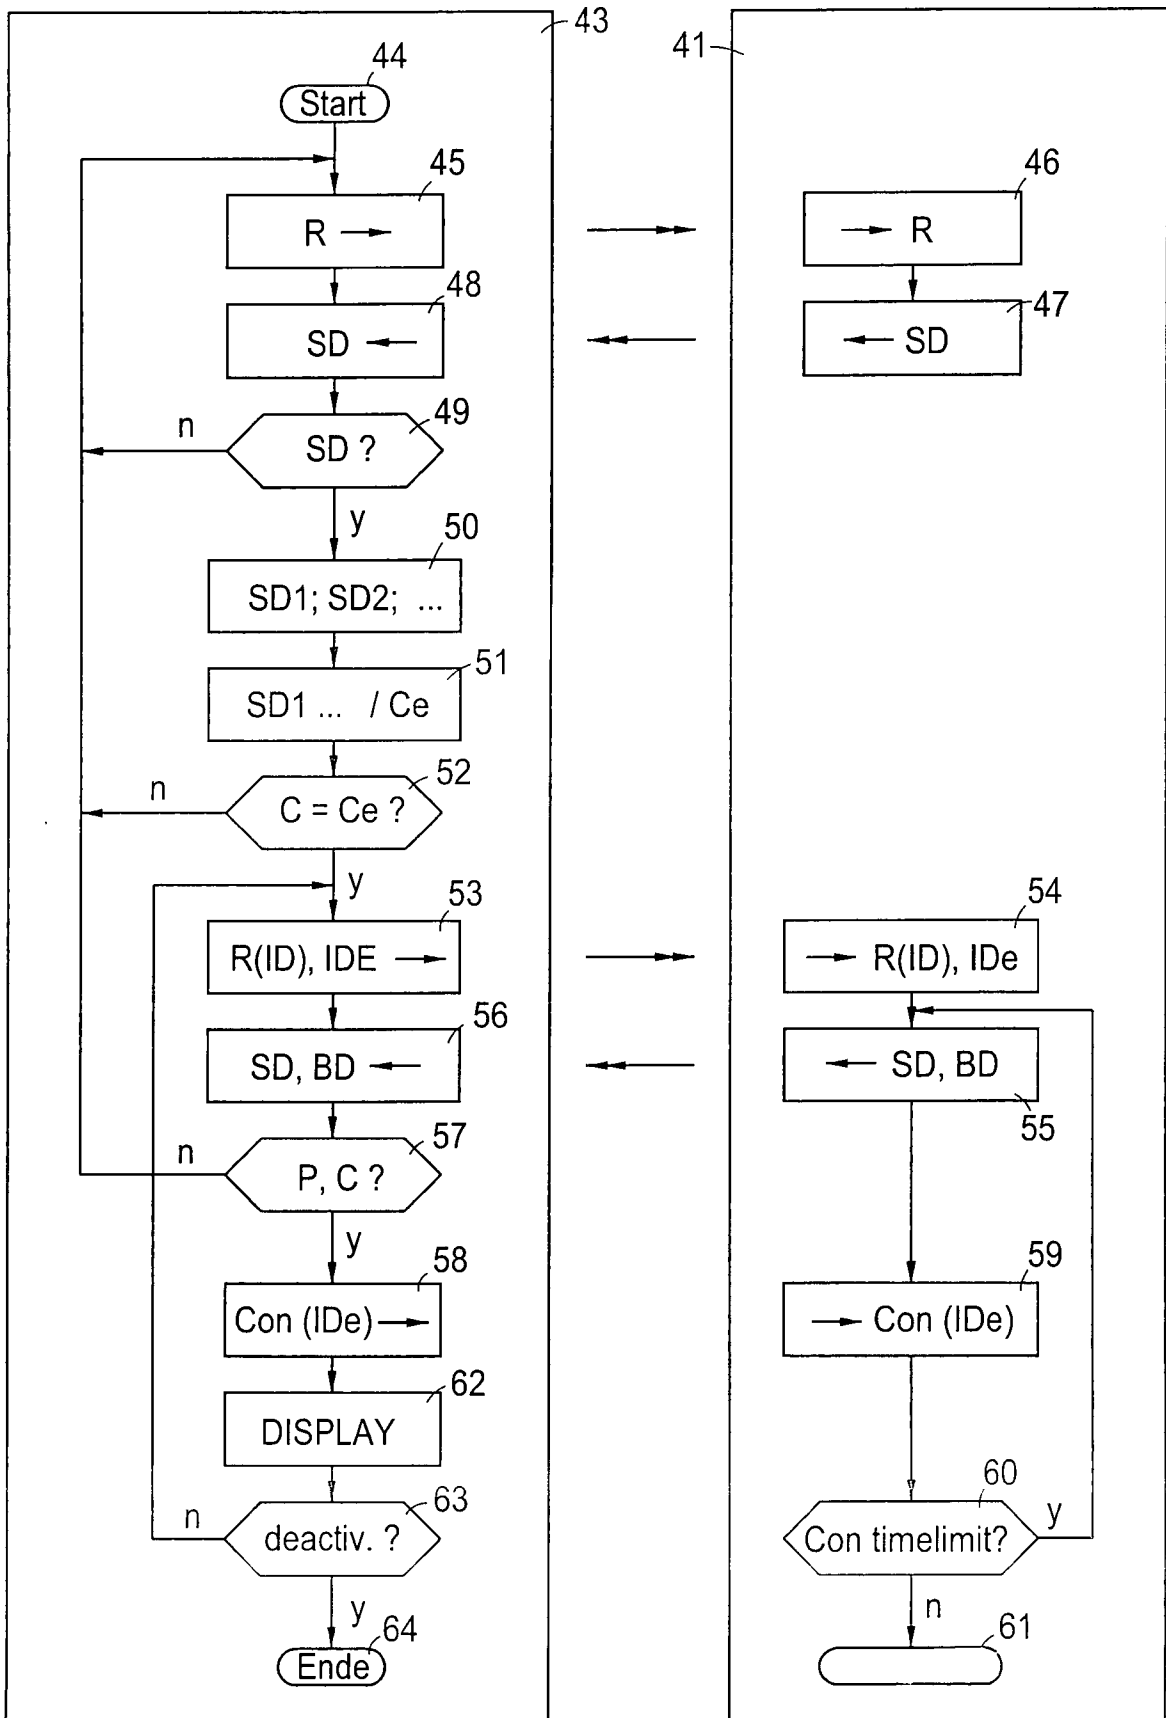 43
41
44
Start
45
R
46
R
48
SD
47
SD
49
SD ?
n
y
50
SD1; SD2; ...
51
SD1 ... / Ce
52
C = Ce ?
n
y
53
R(ID), IDE
54
R(ID), IDe
56
SD, BD
SD, BD
55
57
P, C ?
n
y
58
Con (IDe)
59
Con (IDe)
62
DISPLAY
63
deactiv. ?
n
y
60
Con timelimit?
y
n
64
Ende
61